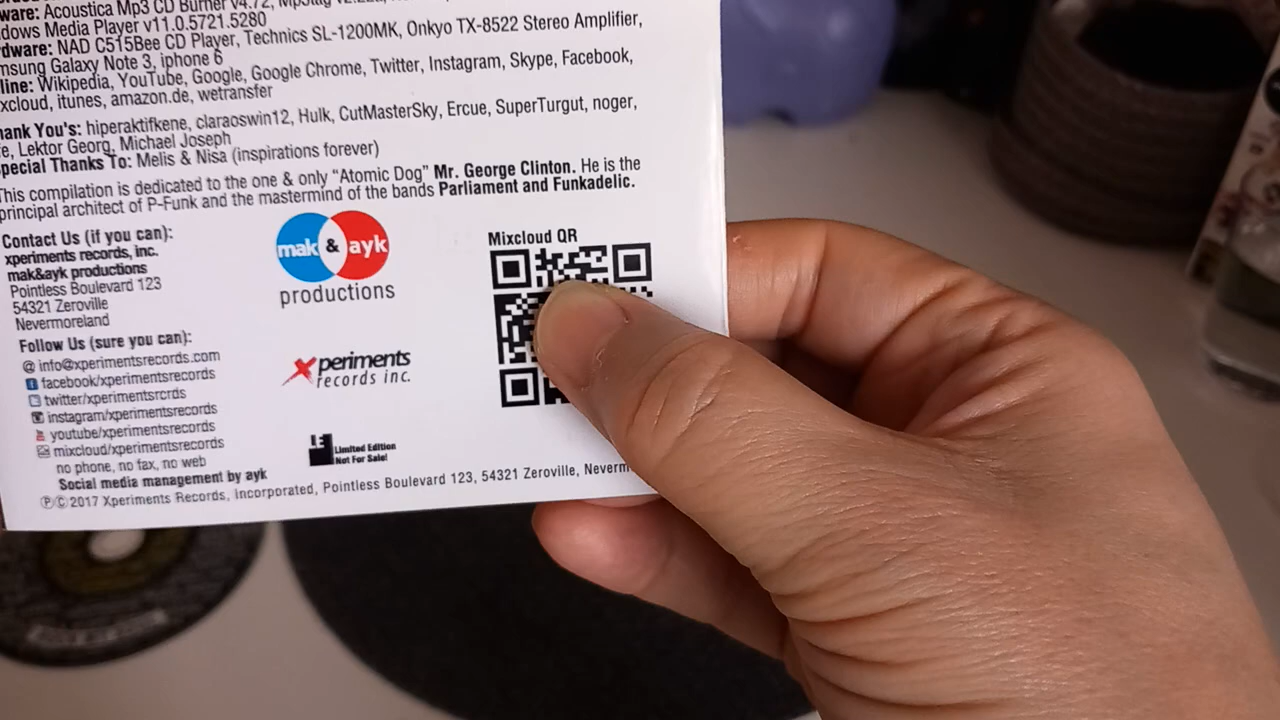 ware: Acoustica Mp3 CD Burner v4.72,
dows Media Player v11.0.5721.5280
dware: NAD C515Bee CD Player, Technics SL-1200MK, Onkyo TX-8522 Stereo Amplifier,
msung Galaxy Note 3, iphone 6
line: Wikipedia, YouTube, Google, Google Chrome, Twitter, Instagram, Skype, Facebook,
xcloud, itunes, amazon.de, wetransfer
hank You's: hiperaktifkene, claraoswin12, Hulk, CutMasterSky, Ercue, SuperTurgut, noger,
e, Lektor Georg, Michael Joseph
pecial Thanks To: Melis & Nisa (inspirations forever)
This compilation is dedicated to the one & only "Atomic Dog" Mr. George Clinton. He is the
principal architect of P-Funk and the mastermind of the bands Parliament and Funkadelic.
Contact Us (if you can):
xperiments records, inc.
mak&ayk productions
Pointless Boulevard 123
54321 Zeroville
Nevermoreland
Follow Us (sure you can):
@ info@xperimentsrecords.com
facebook/xperimentsrecords
twitter/xperimentsrcrds
instagram/xperimentsrecords
youtube/xperimentsrecords
mixcloud/xperimentsrecords
no phone, no fax, no web
Social media management by ayk
mak & ayk
productions
Xperiments
records inc.
LE Limited Edition
Not For Sale!
Mixcloud QR
℗©2017 Xperiments Records, Incorporated, Pointless Boulevard 123, 54321 Zeroville, Neverm